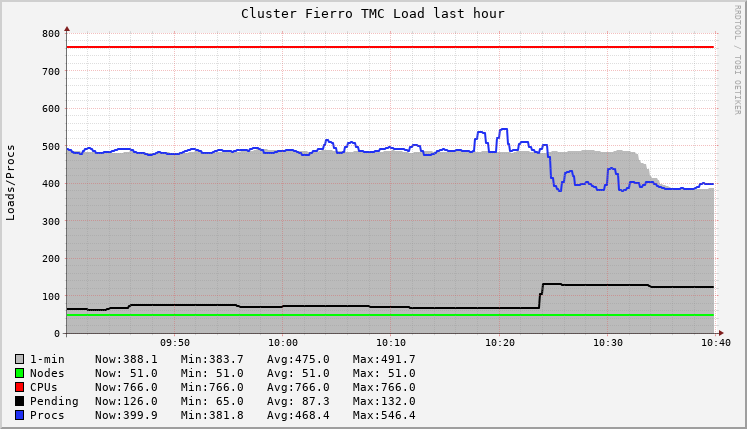 Cluster Fierro TMC Load last hour
RRDTOOL / TOBI OETIKER
Loads/Procs
800
700
600
500
400
300
200
100
0
09:50 10:00 10:10 10:20 10:30 10:40
1-min Now:388.1 Min:383.7 Avg:475.0 Max:491.7
Nodes Now: 51.0 Min: 51.0 Avg: 51.0 Max: 51.0
CPUs Now:766.0 Min:766.0 Avg:766.0 Max:766.0
Pending Now:126.0 Min: 65.0 Avg: 87.3 Max:132.0
Procs Now:399.9 Min:381.8 Avg:468.4 Max:546.4